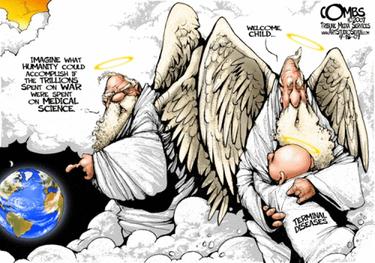 IMAGINE WHAT
HUMANITY COULD
ACCOMPLISH IF
THE TRILLIONS
SPENT ON WAR
WERE SPENT
ON MEDICAL
SCIENCE.
WELCOME
CHILD...
COMBS
©2007
TRIBUNE MEDIA SERVICES
TERMINAL
DISEASES